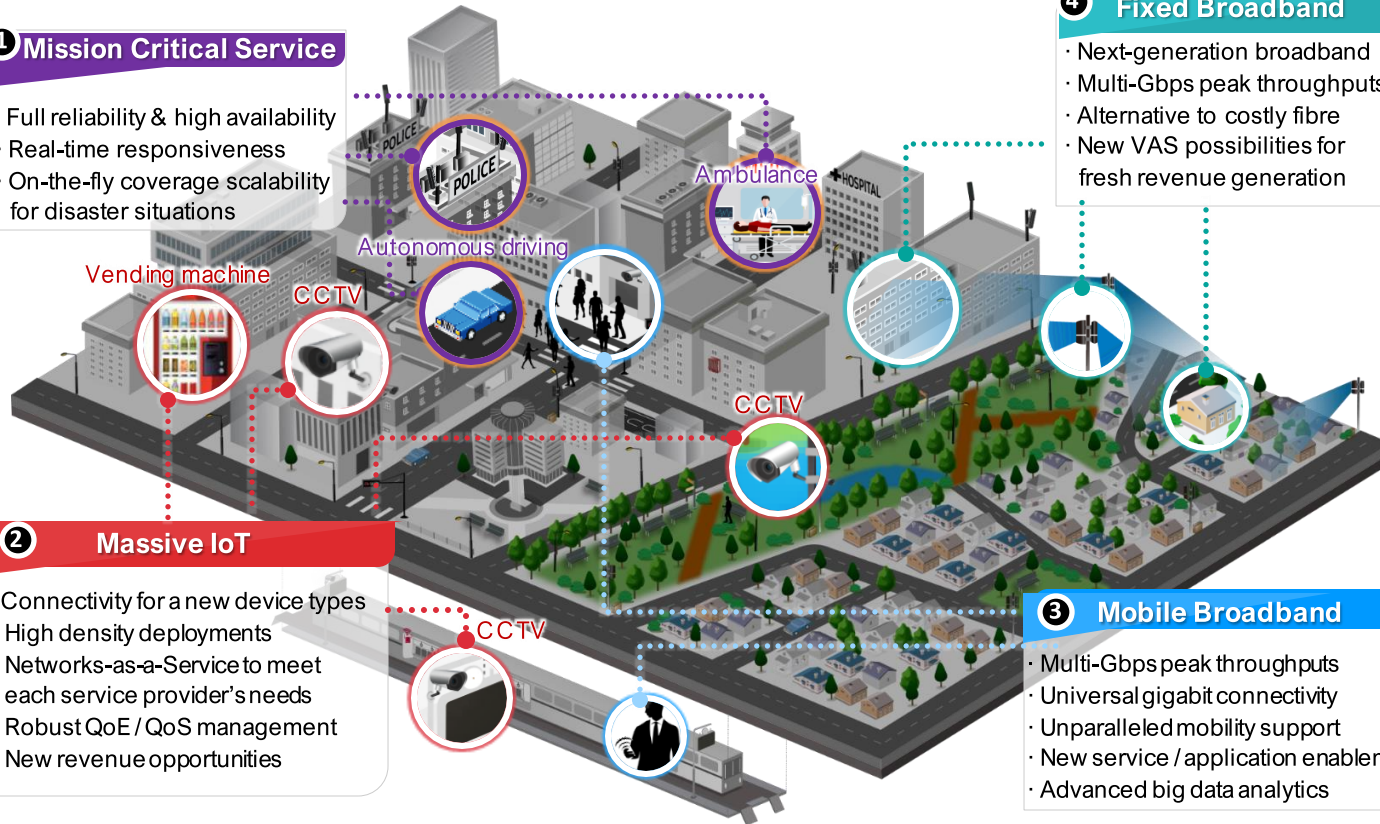 1 Mission Critical Service
Full reliability & high availability
· Real-time responsiveness
· On-the-fly coverage scalability
for disaster situations
4 Fixed Broadband
· Next-generation broadband
· Multi-Gbps peak throughputs
· Alternative to costly fibre
· New VAS possibilities for
fresh revenue generation
POLICE
POLICE
Ambulance
HOSPITAL
Autonomous driving
Vending machine
CCTV
CCTV
2 Massive IoT
Connectivity for a new device types
High density deployments
Networks-as-a-Service to meet
each service provider's needs
Robust QoE / QoS management
New revenue opportunities
CCTV
3 Mobile Broadband
· Multi-Gbps peak throughputs
· Universal gigabit connectivity
· Unparalleled mobility support
· New service / application enabler
· Advanced big data analytics